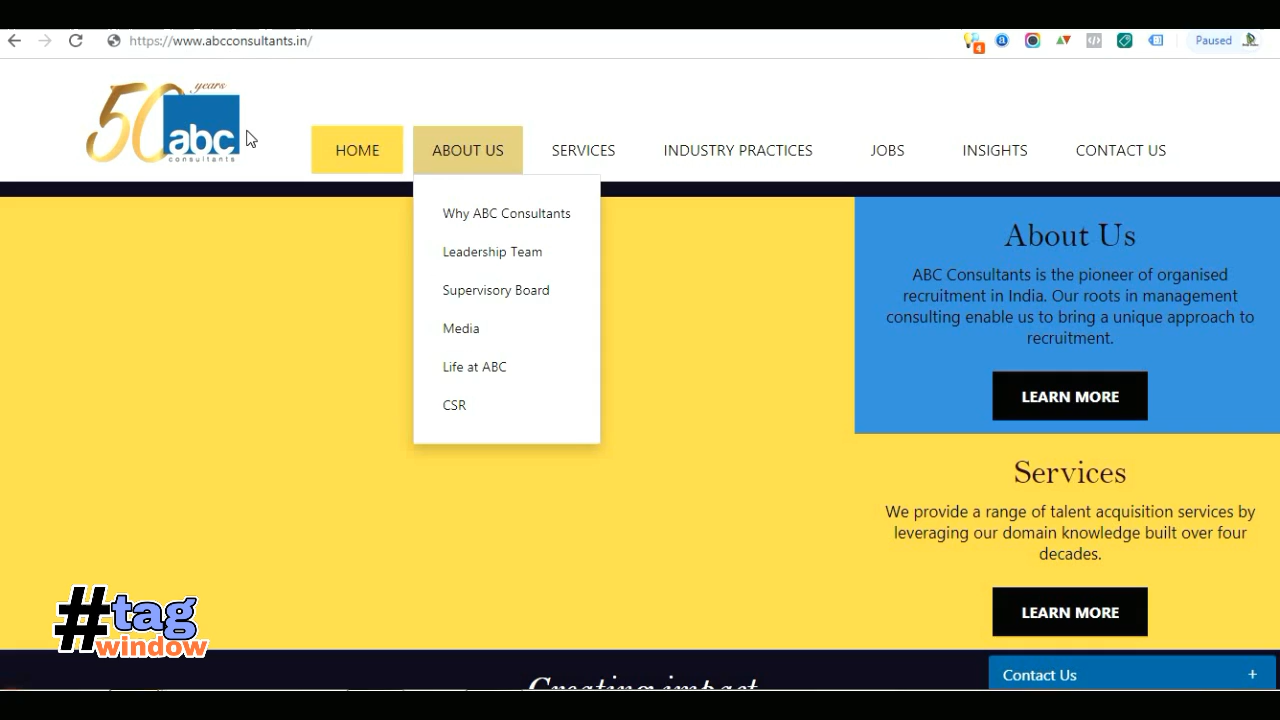 https://www.abcconsultants.in/
4
a
Paused
50 years
abc
consultants
HOME
ABOUT US
SERVICES
INDUSTRY PRACTICES
JOBS
INSIGHTS
CONTACT US
Why ABC Consultants
Leadership Team
Supervisory Board
Media
Life at ABC
CSR
About Us
ABC Consultants is the pioneer of organised
recruitment in India. Our roots in management
consulting enable us to bring a unique approach to
recruitment.
LEARN MORE
Services
We provide a range of talent acquisition services by
leveraging our domain knowledge built over four
decades.
LEARN MORE
#tag
window
Creating impact
Contact Us +